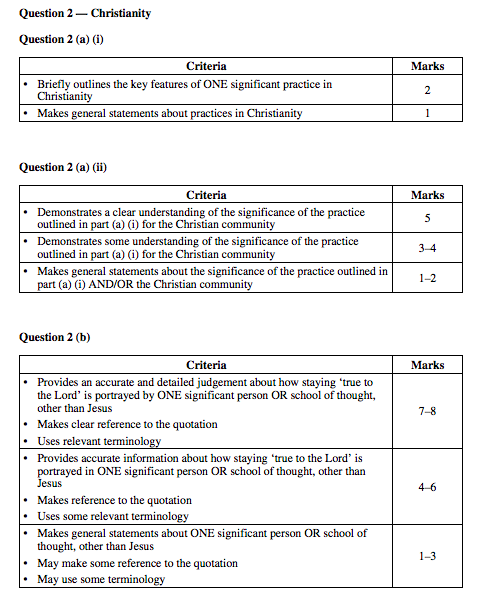 Question 2 — Christianity
Question 2 (a) (i)
Criteria Marks
• Briefly outlines the key features of ONE significant practice in
Christianity
2
• Makes general statements about practices in Christianity 1
Question 2 (a) (ii)
Criteria Marks
• Demonstrates a clear understanding of the significance of the practice
outlined in part (a) (i) for the Christian community
5
• Demonstrates some understanding of the significance of the practice
outlined in part (a) (i) for the Christian community
3–4
• Makes general statements about the significance of the practice outlined in
part (a) (i) AND/OR the Christian community
1–2
Question 2 (b)
Criteria Marks
• Provides an accurate and detailed judgement about how staying ‘true to
the Lord’ is portrayed by ONE significant person OR school of thought,
other than Jesus
• Makes clear reference to the quotation
• Uses relevant terminology
7–8
• Provides accurate information about how staying ‘true to the Lord’ is
portrayed in ONE significant person OR school of thought, other than
Jesus
• Makes reference to the quotation
• Uses some relevant terminology
4–6
• Makes general statements about ONE significant person OR school of
thought, other than Jesus
• May make some reference to the quotation
• May use some terminology
1–3